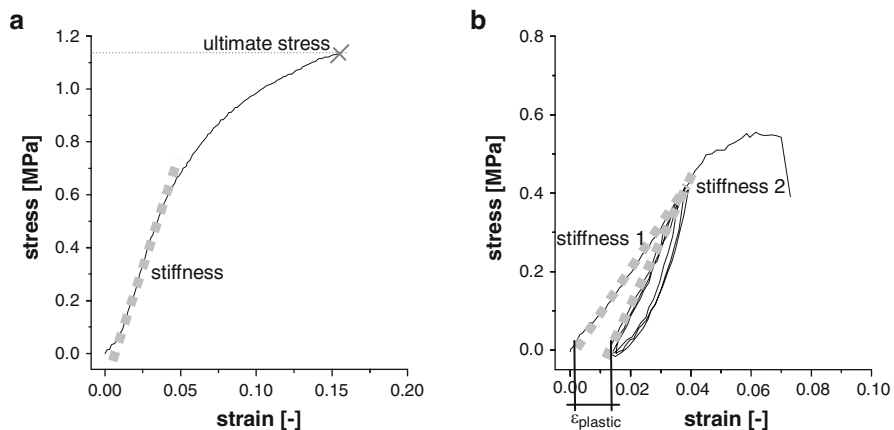 a
ultimate stress
1.2
1.0
0.8
0.6
0.4
0.2
0.0
stress [MPa]
stiffness
0.00 0.05 0.10 0.15 0.20
strain [-]
b
0.8
0.6
0.4
0.2
0.0
stress [MPa]
stiffness 2
stiffness 1
0.00 0.02 0.04 0.06 0.08 0.10
εplastic
strain [-]